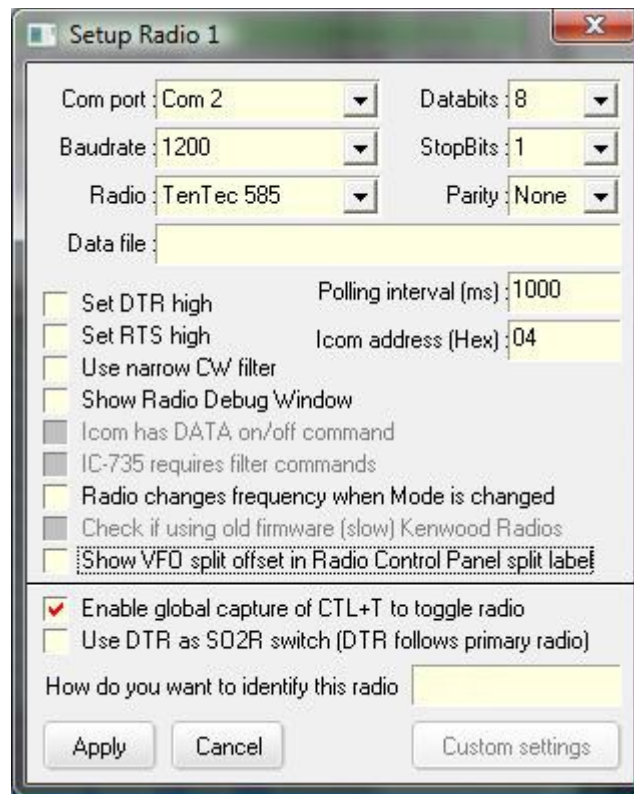 Setup Radio 1
Com port : Com 2 Databits : 8
Baudrate : 1200 StopBits : 1
Radio : TenTec 585 Parity : None
Data file :
Set DTR high Polling interval (ms) : 1000
Set RTS high Icom address (Hex) : 04
Use narrow CW filter
Show Radio Debug Window
Icom has DATA on/off command
IC-735 requires filter commands
Radio changes frequency when Mode is changed
Check if using old firmware (slow) Kenwood Radios
Show VFO split offset in Radio Control Panel split label
Enable global capture of CTL+T to toggle radio
Use DTR as SO2R switch (DTR follows primary radio)
How do you want to identify this radio
Apply Cancel Custom settings